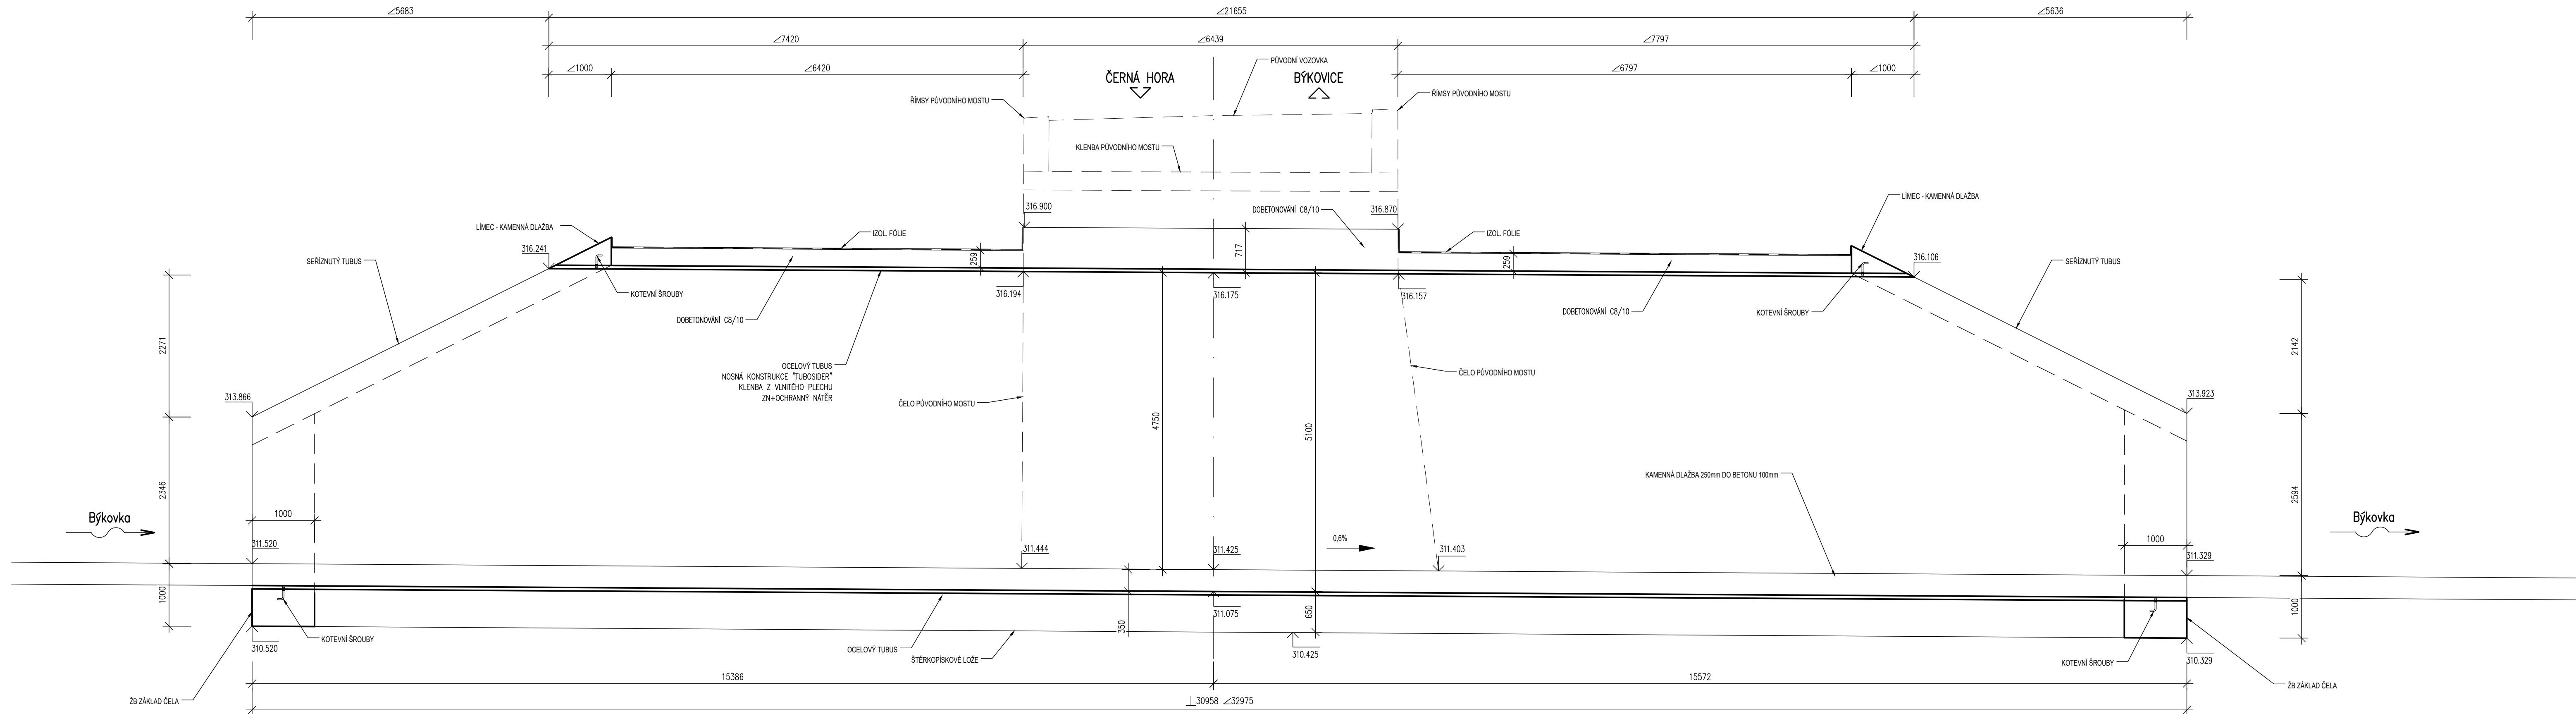 ∠5683
∠21655
∠5636
∠7420
∠6439
∠7797
∠1000
∠6420
∠6797
∠1000
PŮVODNÍ VOZOVKA
ČERNÁ HORA
BÝKOVICE
ŘÍMSY PŮVODNÍHO MOSTU
ŘÍMSY PŮVODNÍHO MOSTU
KLENBA PŮVODNÍHO MOSTU
LÍMEC - KAMENNÁ DLAŽBA
316.900
DOBETONOVÁNÍ C8/10
316.870
LÍMEC - KAMENNÁ DLAŽBA
IZOL. FÓLIE
IZOL. FÓLIE
316.241
259
717
259
316.106
SEŘÍZNUTÝ TUBUS
SEŘÍZNUTÝ TUBUS
KOTEVNÍ ŠROUBY
316.194
316.175
316.157
KOTEVNÍ ŠROUBY
DOBETONOVÁNÍ C8/10
DOBETONOVÁNÍ C8/10
2271
2142
OCELOVÝ TUBUS
NOSNÁ KONSTRUKCE "TUBOSIDER"
KLENBA Z VLNITÉHO PLECHU
ZN+OCHRANNÝ NÁTĚR
ČELO PŮVODNÍHO MOSTU
ČELO PŮVODNÍHO MOSTU
313.866
313.923
4750
5100
KAMENNÁ DLAŽBA 250mm DO BETONU 100mm
2346
2594
Býkovka
1000
Býkovka
0,6%
1000
311.520
311.444
311.425
311.403
311.329
1000
350
311.075
650
1000
KOTEVNÍ ŠROUBY
310.520
OCELOVÝ TUBUS
ŠTĚRKOPÍSKOVÉ LOŽE
310.425
KOTEVNÍ ŠROUBY
310.329
15386
15572
ŽB ZÁKLAD ČELA
ŽB ZÁKLAD ČELA
⊥30958 ∠32975